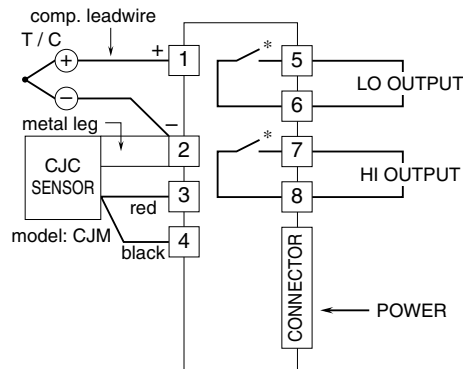 comp. leadwire
T / C
+
−
+
−
metal leg
CJC
SENSOR
model: CJM
red
black
1
2
3
4
*
5
6
LO OUTPUT
*
7
8
HI OUTPUT
CONNECTOR
POWER